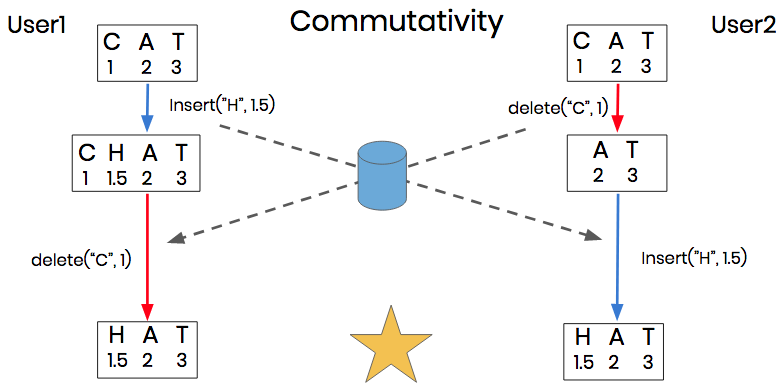 User1
Commutativity
User2
C A T
1 2 3
C A T
1 2 3
Insert("H", 1.5)
delete("C", 1)
C H A T
1 1.5 2 3
A T
2 3
delete("C", 1)
Insert("H", 1.5)
H A T
1.5 2 3
H A T
1.5 2 3